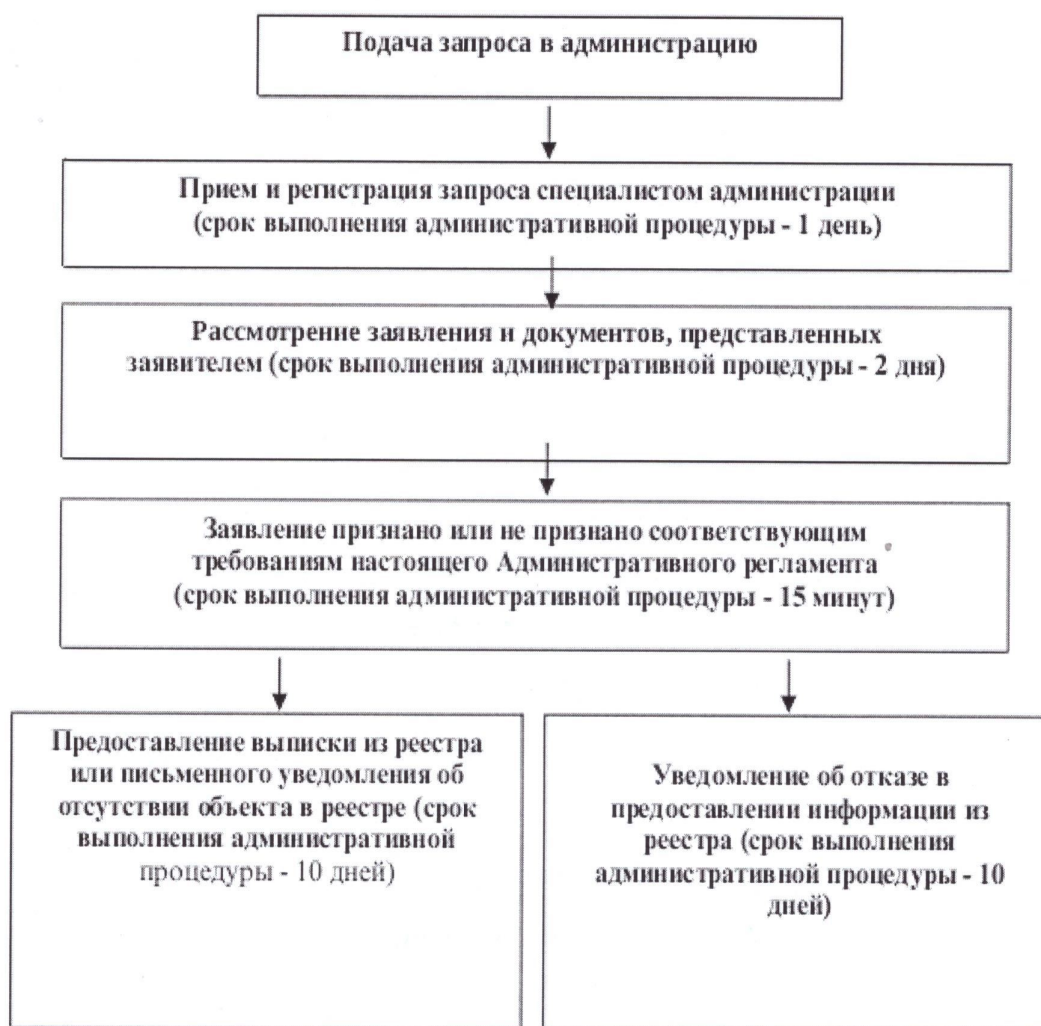 Подача запроса в администрацию
Прием и регистрация запроса специалистом администрации
(срок выполнения административной процедуры - 1 день)
Рассмотрение заявления и документов, представленных
заявителем (срок выполнения административной процедуры - 2 дня)
Заявление признано или не признано соответствующим
требованиям настоящего Административного регламента
(срок выполнения административной процедуры - 15 минут)
Предоставление выписки из реестра
или письменного уведомления об
отсутствии объекта в реестре (срок
выполнения административной
процедуры - 10 дней)
Уведомление об отказе в
предоставлении информации из
реестра (срок выполнения
административной процедуры - 10
дней)